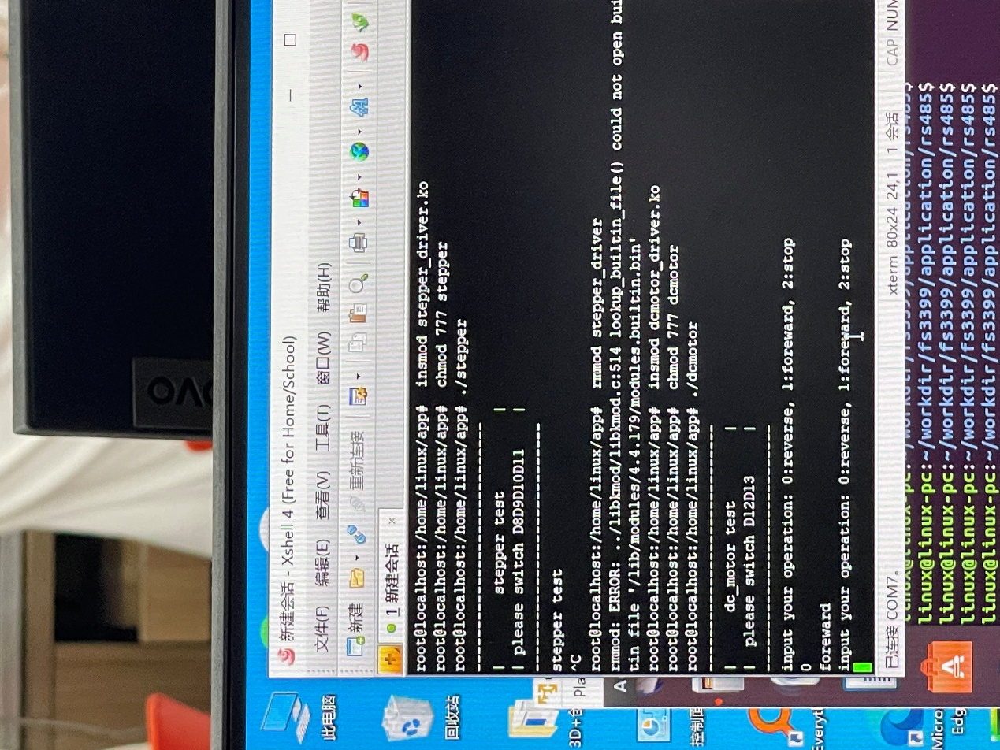 OVO
新建会话 - Xshell 4 (Free for Home/School)
文件(F) 编辑(E) 查看(V) 工具(T) 窗口(W) 帮助(H)
新建 重新连接
1 新建会话
root@localhost:/home/linux/app# insmod stepper_driver.ko
root@localhost:/home/linux/app# chmod 777 stepper
root@localhost:/home/linux/app# ./stepper
----------------------------------
| stepper test |
| please switch D8D9D10D11 |
----------------------------------
stepper test
^C
root@localhost:/home/linux/app# rmmod stepper_driver
rmmod: ERROR: ../libkmod/libkmod.c:514 lookup_builtin_file() could not open bui
tin file '/lib/modules/4.4.179/modules.builtin.bin'
root@localhost:/home/linux/app# insmod dcmotor_driver.ko
root@localhost:/home/linux/app# chmod 777 dcmotor
root@localhost:/home/linux/app# ./dcmotor
----------------------------------
| dc_motor test |
| please switch D12D13 |
----------------------------------
input your operation: 0:reverse, 1:foreward, 2:stop
0
foreward
input your operation: 0:reverse, 1:foreward, 2:stop
已连接 COM7。 xterm 80x24 24,1 1 会话 CAP NUM
linux@linux-pc:~/workdir/fs3399/application/rs485$
linux@linux-pc:~/workdir/fs3399/application/rs485$
linux@linux-pc:~/workdir/fs3399/application/rs485$
linux@linux-pc:~/workdir/fs3399/application/rs485$
linux@linux-pc:~/workdir/fs3399/application/rs485$
此电脑
回收站
3D+
Pla
A
控制面
Everyt
Micro
Edg